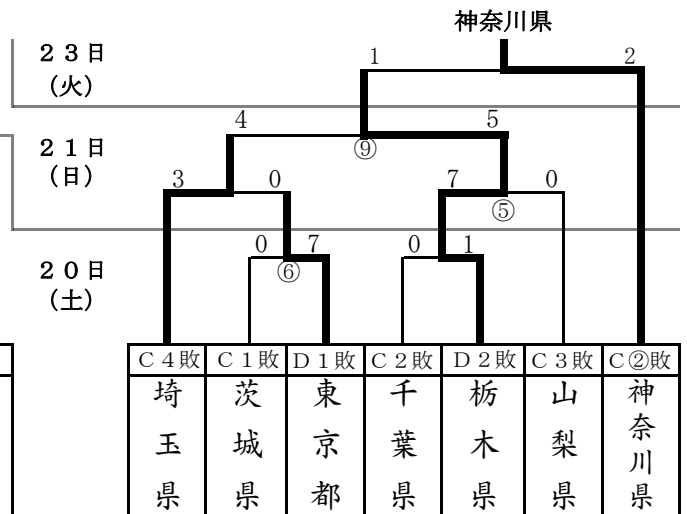 神奈川県
23日
(火)
1
2
21日
(日)
4
5
⑨
3
0
7
0
⑤
20日
(土)
0
7
0
1
⑥
C4敗
C1敗
D1敗
C2敗
D2敗
C3敗
C②敗
埼玉県
茨城県
東京都
千葉県
栃木県
山梨県
神奈川県